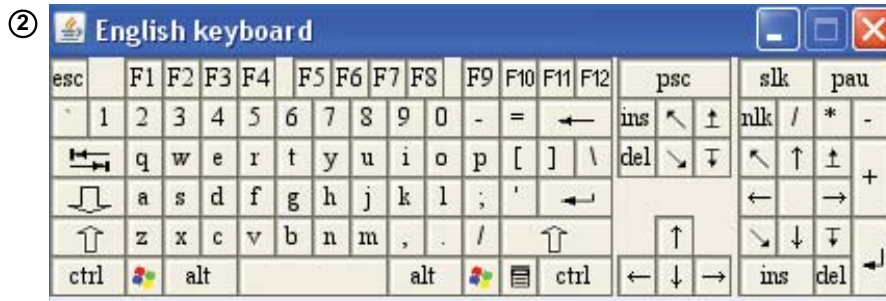 ②
English keyboard
esc F1 F2 F3 F4 F5 F6 F7 F8 F9 F10 F11 F12 psc slk pau
` 1 2 3 4 5 6 7 8 9 0 - = ← ins ↖ ↥ nlk / * -
q w e r t y u i o p [ ] \ del ↘ ↧ ↖ ↑ ↥ +
a s d f g h j k l ; ' ↵ ← →
⇧ z x c v b n m , . / ⇧ ↑ ↘ ↓ ↧ ↵
ctrl alt alt ctrl ← ↓ → ins del